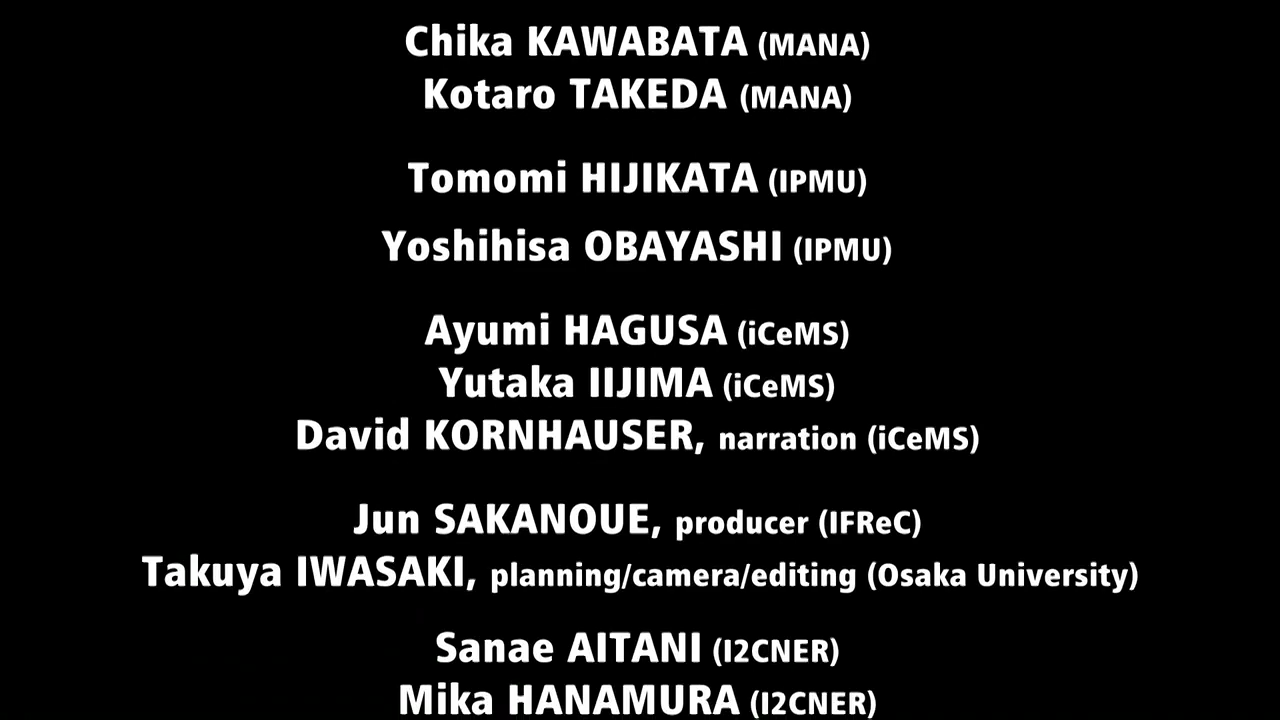 Chika KAWABATA (MANA)
Kotaro TAKEDA (MANA)
Tomomi HIJIKATA (IPMU)
Yoshihisa OBAYASHI (IPMU)
Ayumi HAGUSA (iCeMS)
Yutaka IIJIMA (iCeMS)
David KORNHAUSER, narration (iCeMS)
Jun SAKANOUE, producer (IFReC)
Takuya IWASAKI, planning/camera/editing (Osaka University)
Sanae AITANI (I2CNER)
Mika HANAMURA (I2CNER)